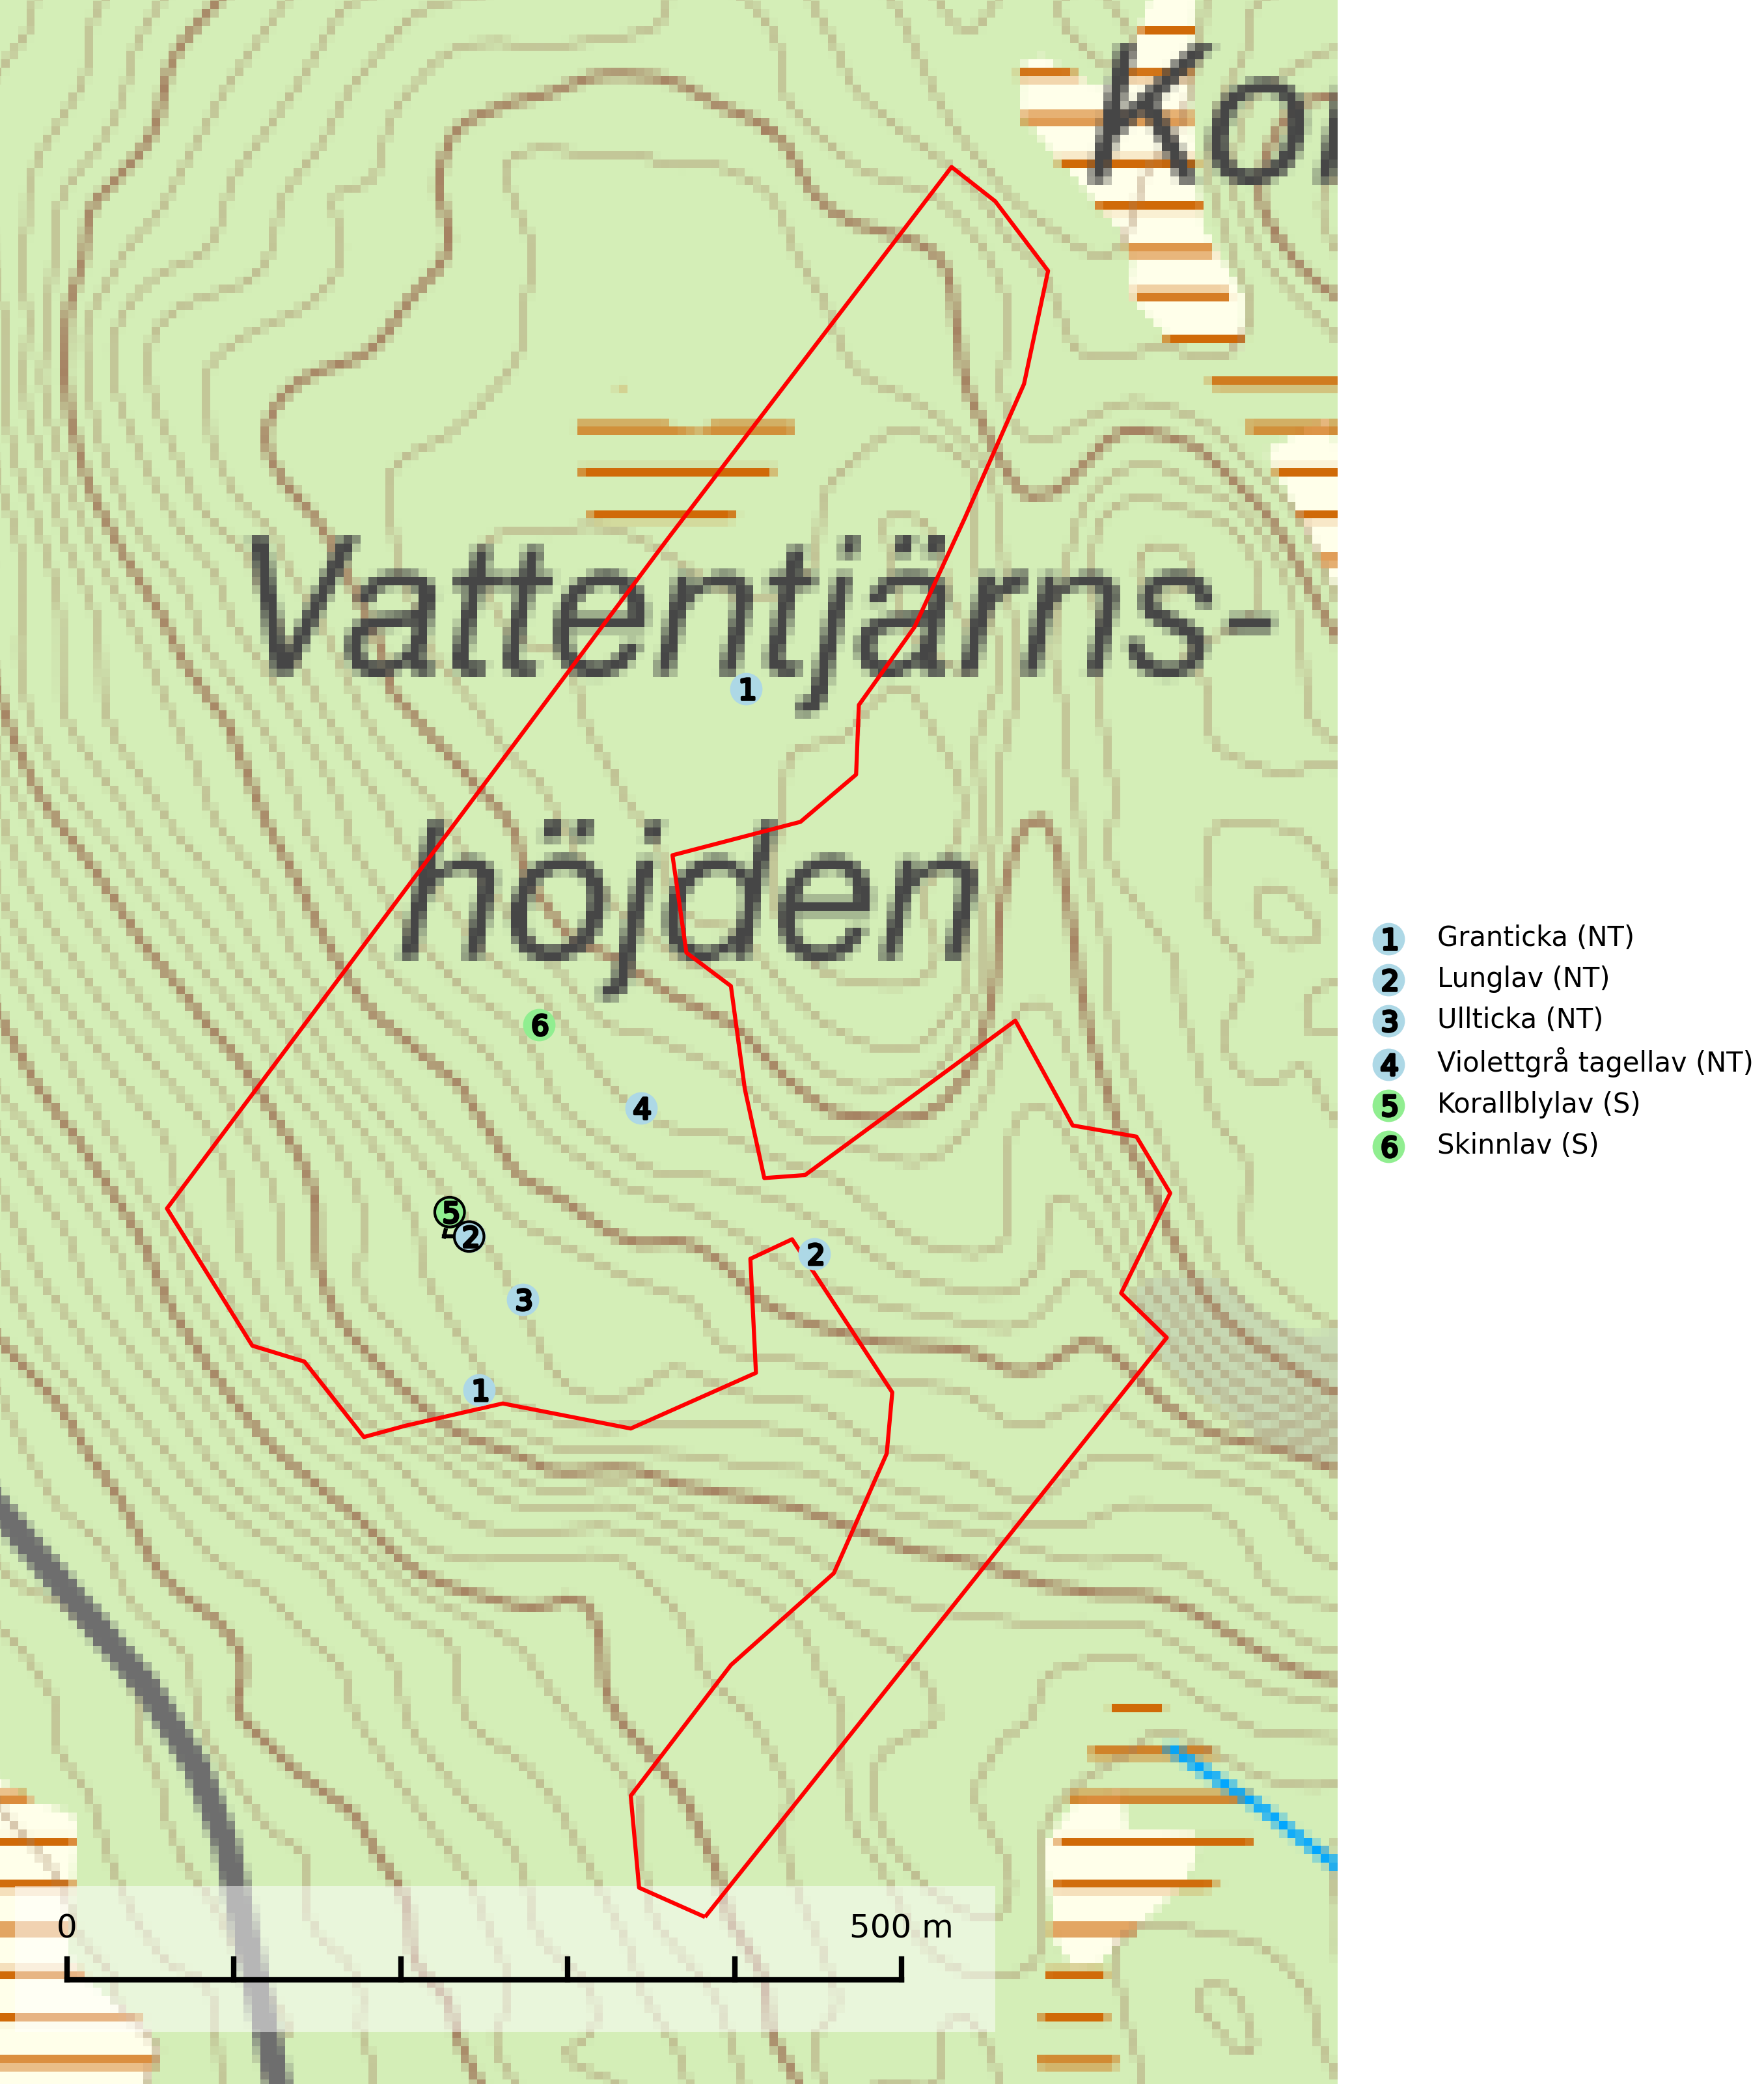 Kor
Vattentjärns-
1
höjden
6
4
5
2
2
3
1
0 500 m
1 Granticka (NT)
2 Lunglav (NT)
3 Ullticka (NT)
4 Violettgrå tagellav (NT)
5 Korallblylav (S)
6 Skinnlav (S)